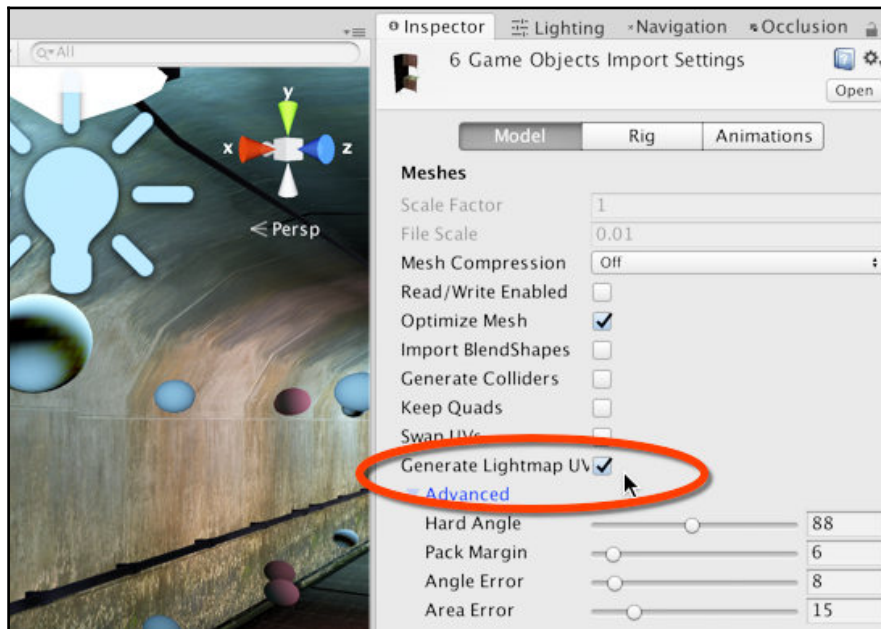 Inspector Lighting Navigation Occlusion
All
6 Game Objects Import Settings
Open
y
x z
Persp
Model Rig Animations
Meshes
Scale Factor 1
File Scale 0.01
Mesh Compression Off
Read/Write Enabled
Optimize Mesh
Import BlendShapes
Generate Colliders
Keep Quads
Swap UVs
Generate Lightmap UV
Advanced
Hard Angle 88
Pack Margin 6
Angle Error 8
Area Error 15